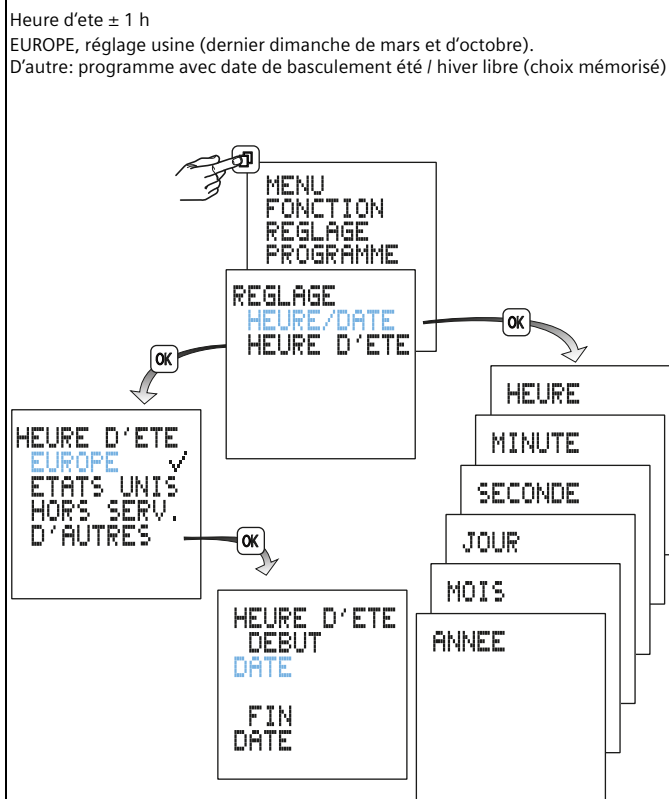 Heure d'ete ± 1 h
EUROPE, réglage usine (dernier dimanche de mars et d'octobre).
D'autre: programme avec date de basculement été / hiver libre (choix mémorisé)
MENU
FONCTION
REGLAGE
PROGRAMME
REGLAGE
HEURE/DATE
HEURE D'ETE
OK
OK
HEURE D'ETE
EUROPE ✓
ETATS UNIS
HORS SERV.
D'AUTRES
OK
HEURE D'ETE
DEBUT
DATE
FIN
DATE
HEURE
MINUTE
SECONDE
JOUR
MOIS
ANNEE